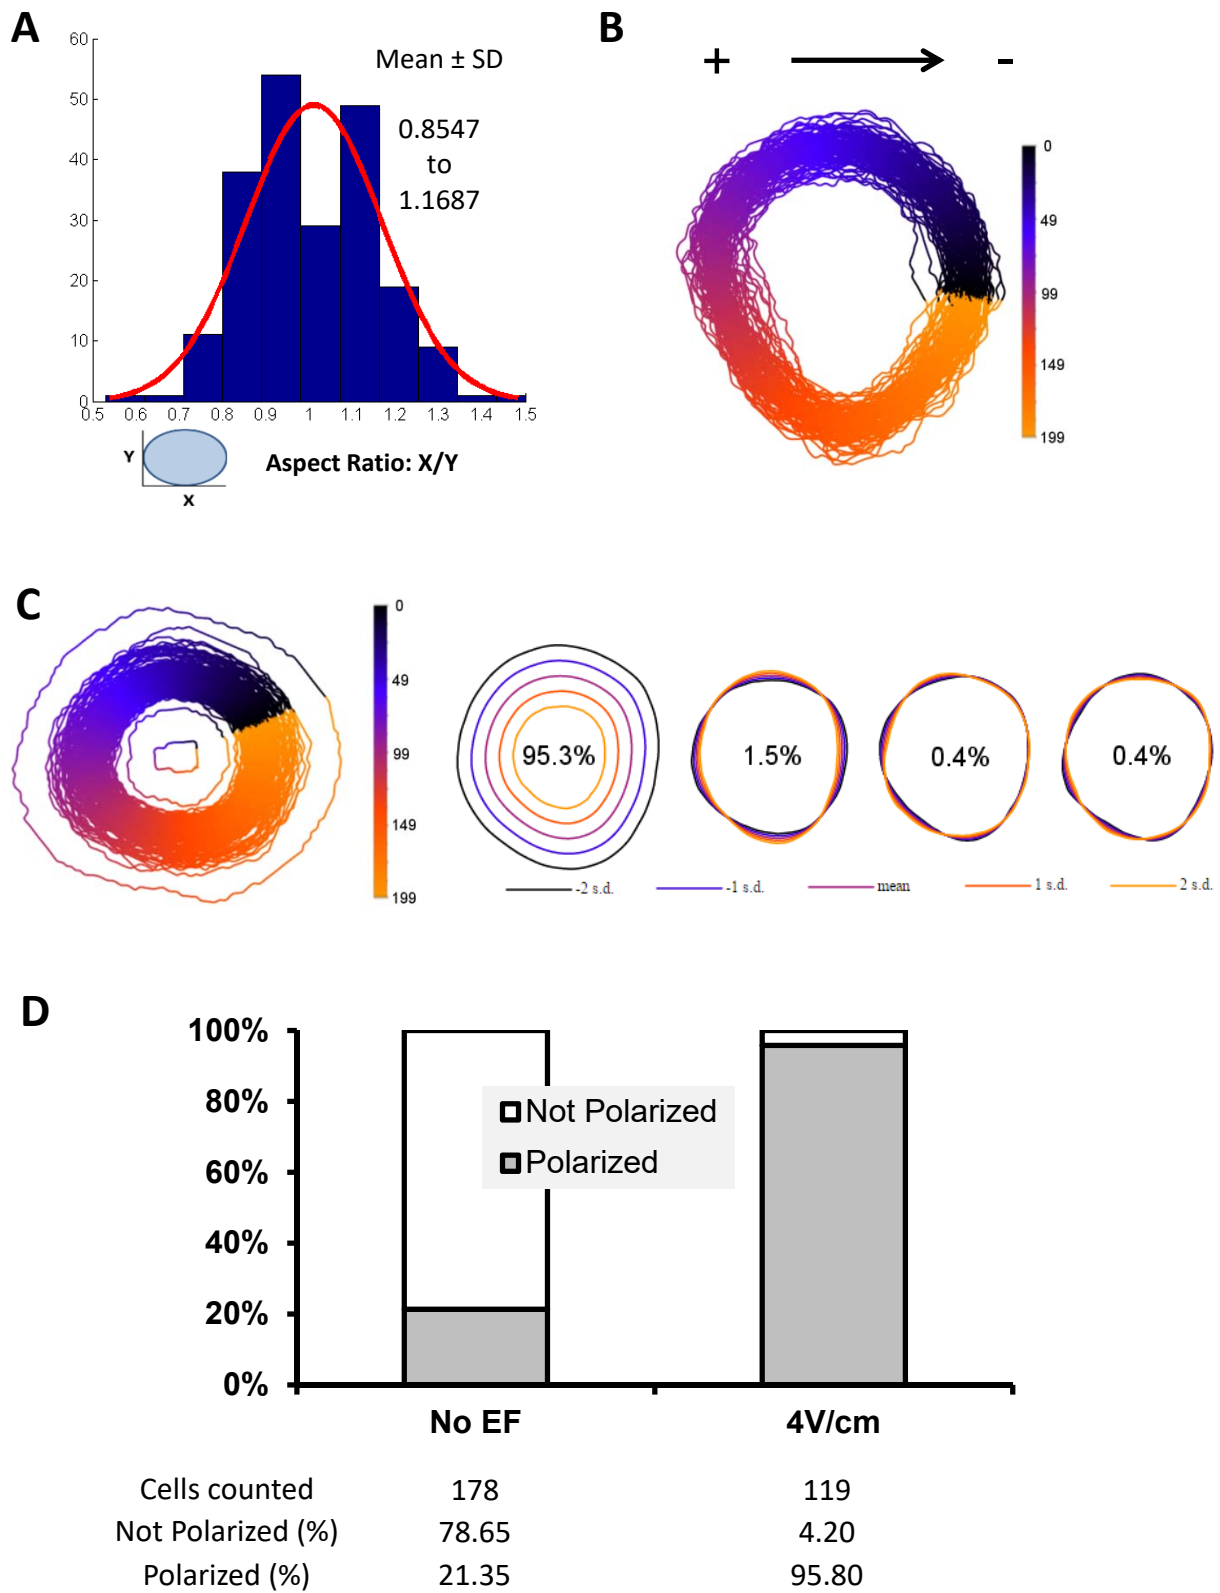 A
60
50
40
30
20
10
0
0.5 0.6 0.7 0.8 0.9 1 1.1 1.2 1.3 1.4 1.5
Mean ± SD
0.8547
to
1.1687
Y
X
Aspect Ratio: X/Y
B
+ -
0
49
99
149
199
C
0
49
99
149
199
95.3% 1.5% 0.4% 0.4%
-2 s.d. -1 s.d. mean 1 s.d. 2 s.d.
D
100%
80%
60%
40%
20%
0%
Not Polarized
Polarized
No EF 4V/cm
Cells counted 178 119
Not Polarized (%) 78.65 4.20
Polarized (%) 21.35 95.80